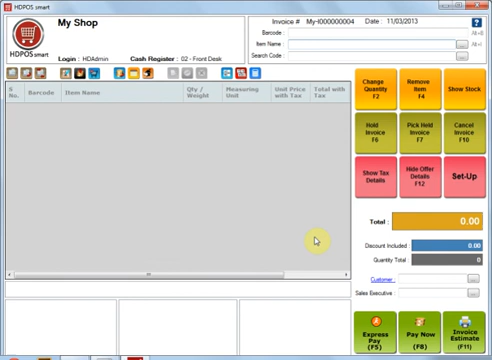 HDPOS smart
My Shop
Invoice # My-I000000004 Date : 11/03/2013
Barcode : Alt+B
Item Name : Alt+I
Search Code :
HDPOS smart
Login : HDAdmin Cash Register : 02 - Front Desk
S No. Barcode Item Name Qty / Weight Measuring Unit Unit Price with Tax Total with Tax
Change Quantity F2
Remove Item F4
Show Stock
Hold Invoice F6
Pick Held Invoice F7
Cancel Invoice F10
Show Tax Details
Hide Offer Details F12
Set-Up
Total : 0.00
Discount Included 0.00
Quantity Total : 0
Customer :
Sales Executive :
Express Pay (F5)
Pay Now (F8)
Invoice Estimate (F11)